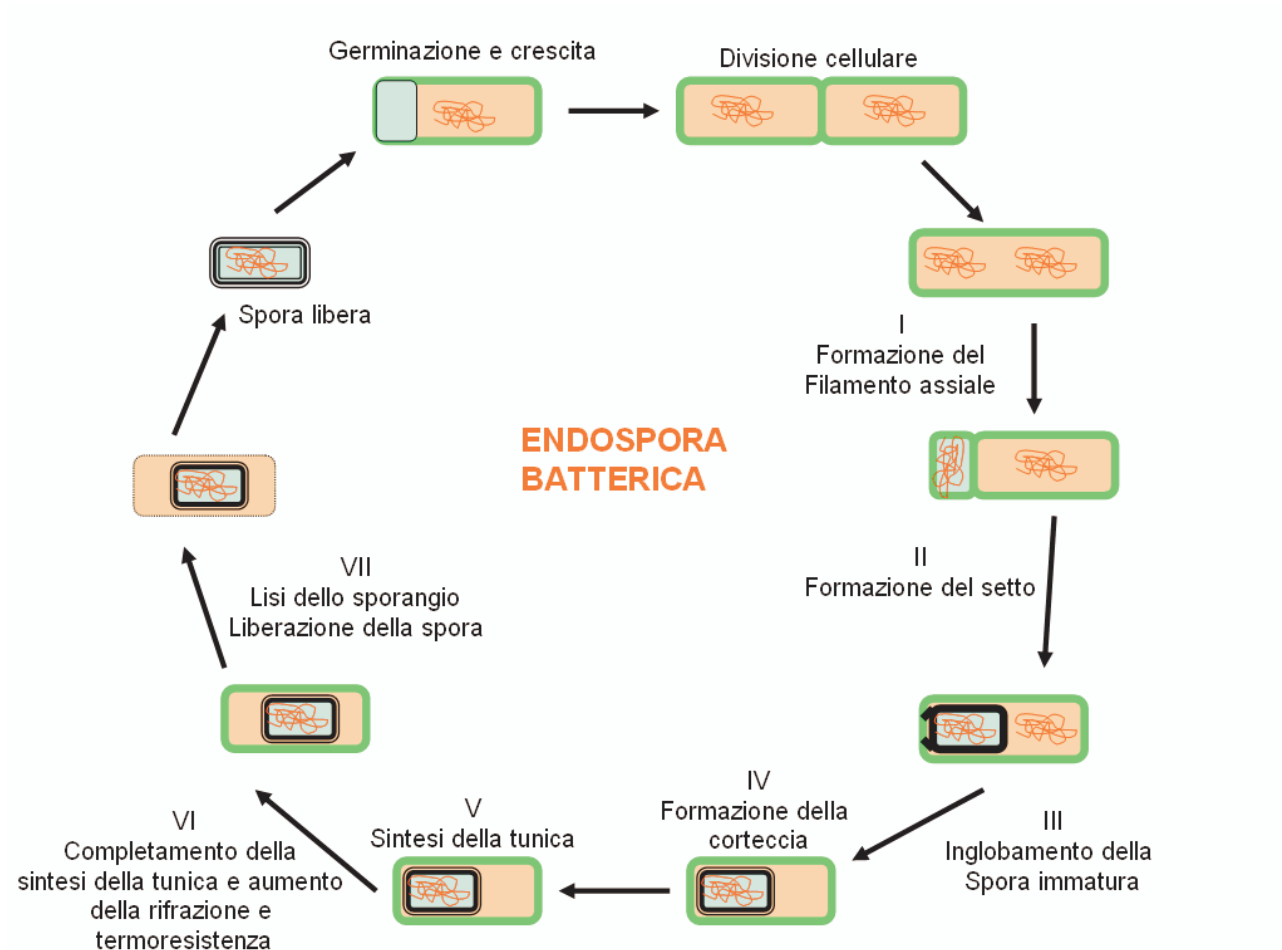 Germinazione e crescita
Divisione cellulare
Spora libera
I
Formazione del
Filamento assiale
ENDOSPORA
BATTERICA
II
Formazione del setto
VII
Lisi dello sporangio
Liberazione della spora
III
Inglobamento della
Spora immatura
IV
Formazione della
corteccia
V
Sintesi della tunica
VI
Completamento della
sintesi della tunica e aumento
della rifrazione e
termoresistenza